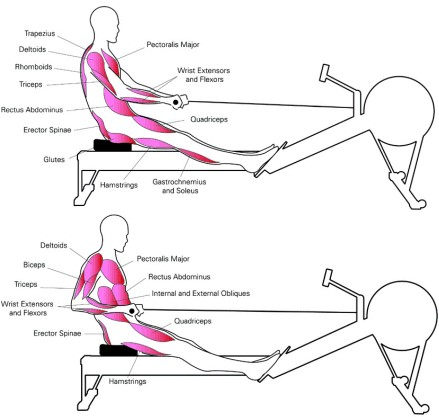 Trapezius
Deltoids
Pectoralis Major
Rhomboids
Wrist Extensors
and Flexors
Triceps
Rectus Abdominus
Quadriceps
Erector Spinae
Glutes
Hamstrings
Gastrochnemius
and Soleus
Deltoids
Pectoralis Major
Biceps
Rectus Abdominus
Triceps
Internal and External Obliques
Wrist Extensors
and Flexors
Quadriceps
Erector Spinae
Hamstrings